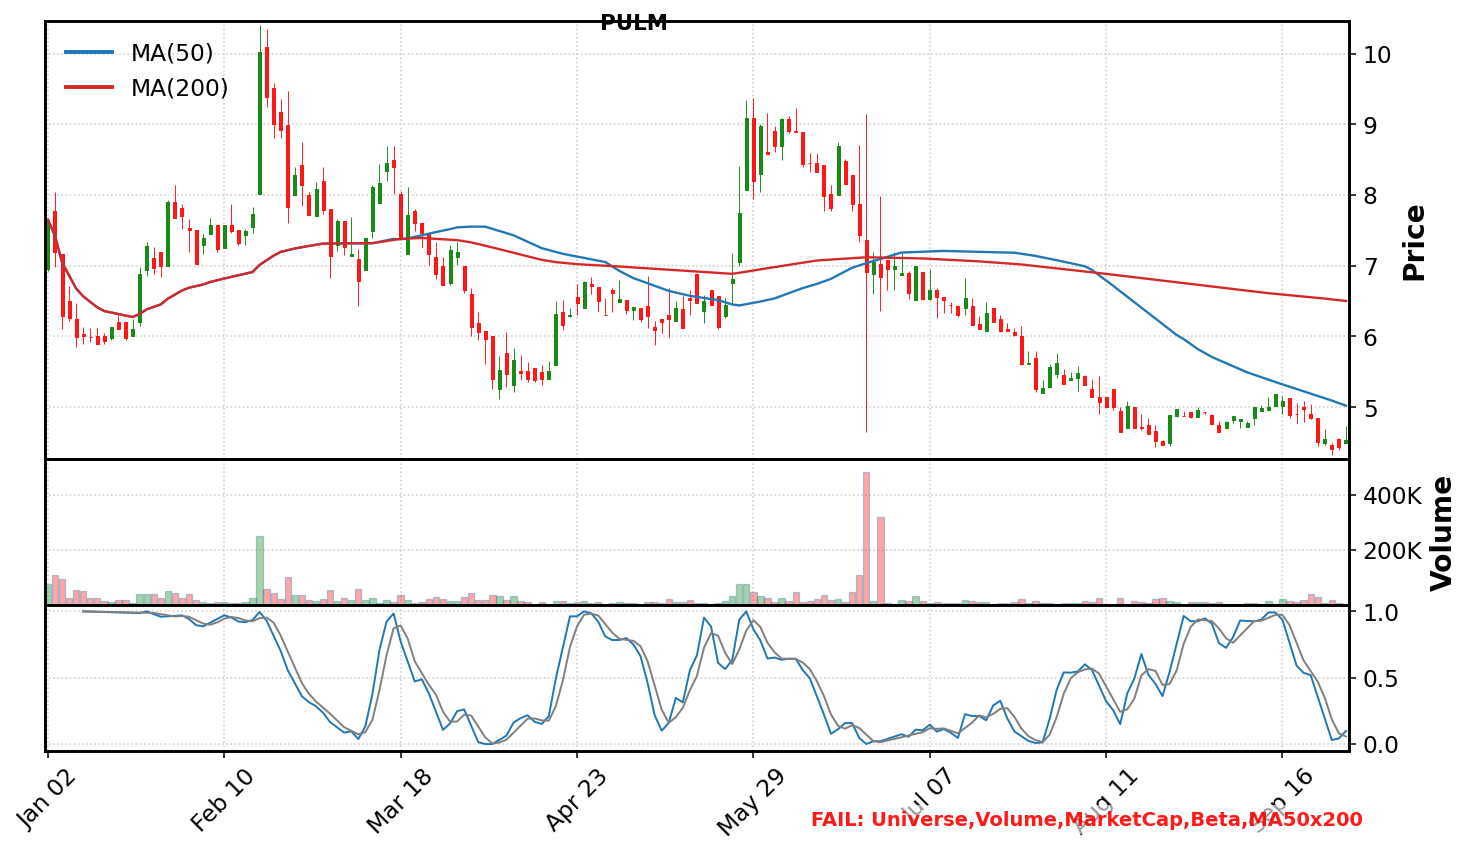 PULM
MA(50)
MA(200)
10
9
8
7
6
5
Price
400K
200K
Volume
1.0
0.5
0.0
Jan 02
Feb 10
Mar 18
Apr 23
May 29
Jul 07
Aug 11
Sep 16
FAIL: Universe,Volume,MarketCap,Beta,MA50x200